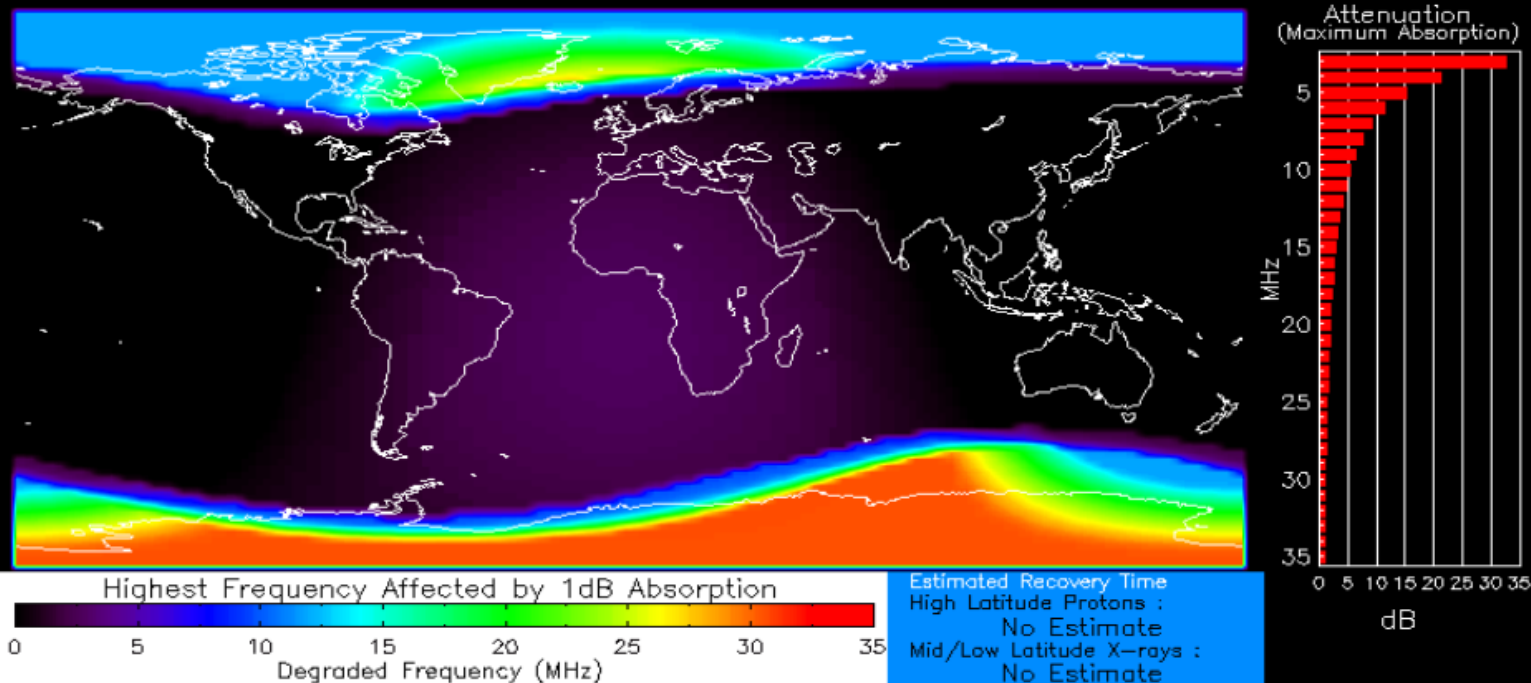 Attenuation
(Maximum Absorption)
5
10
15
20
25
30
35
MHz
0 5 10 15 20 25 30 35
dB
Highest Frequency Affected by 1dB Absorption
0 5 10 15 20 25 30 35
Degraded Frequency (MHz)
Estimated Recovery Time
High Latitude Protons :
No Estimate
Mid/Low Latitude X-rays :
No Estimate